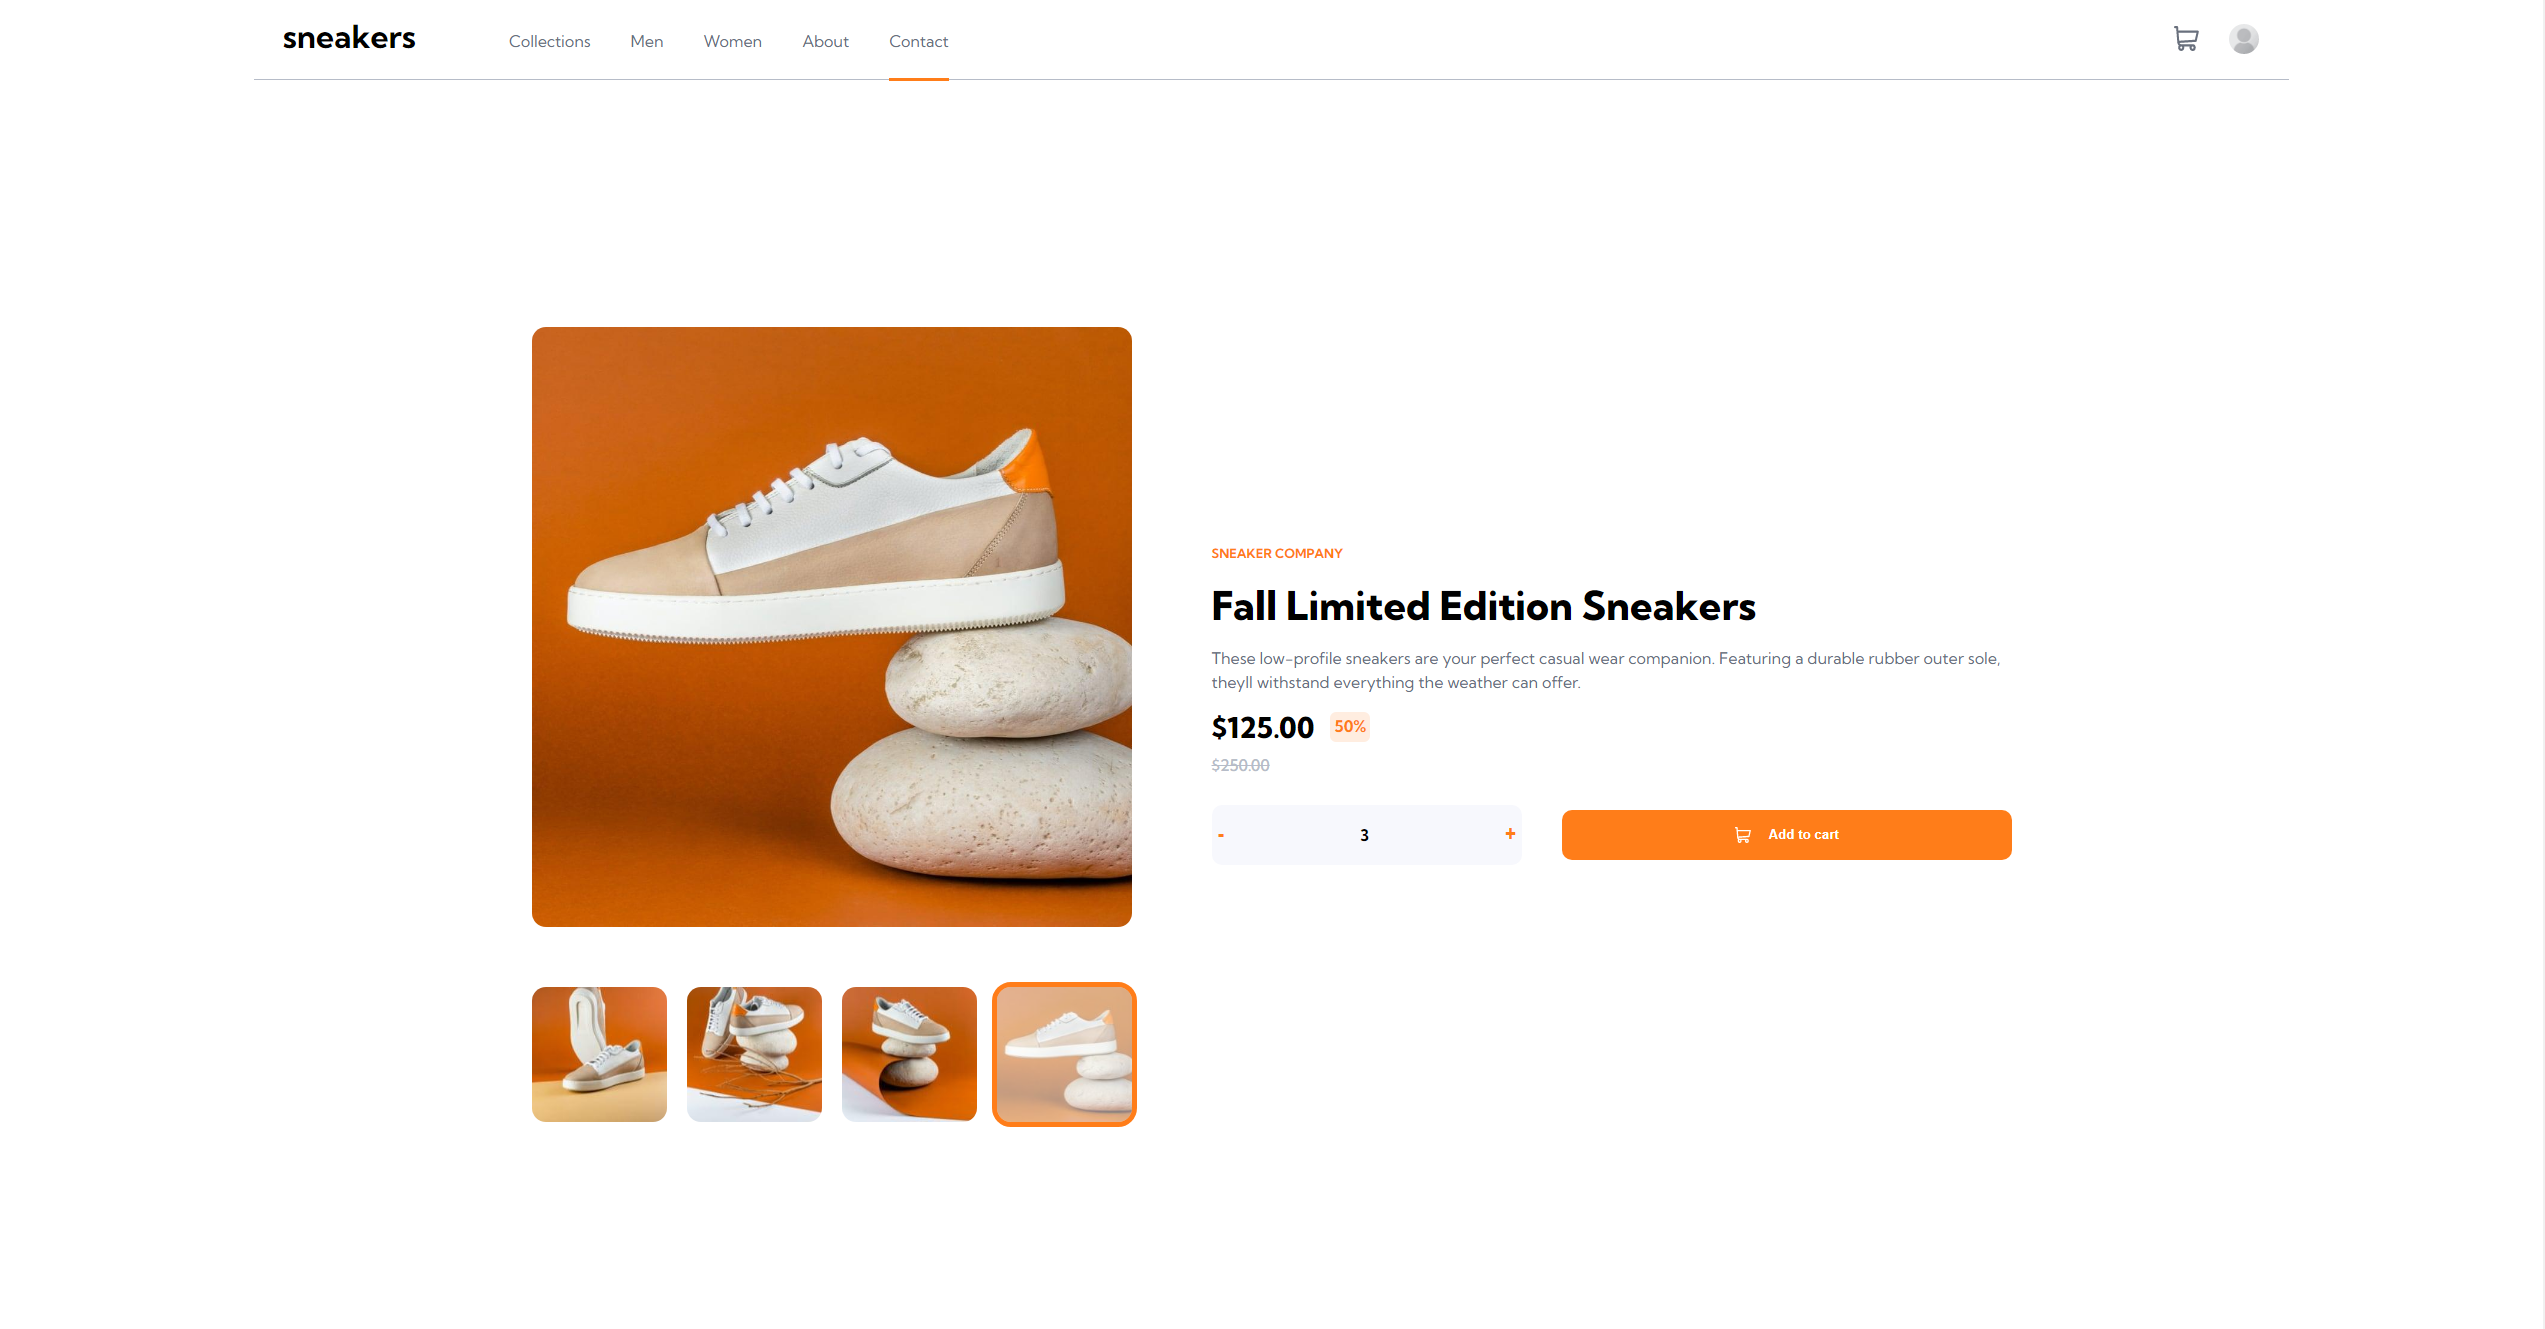 sneakers
Collections Men Women About Contact
SNEAKER COMPANY
Fall Limited Edition Sneakers
These low-profile sneakers are your perfect casual wear companion. Featuring a durable rubber outer sole,
theyll withstand everything the weather can offer.
$125.00 50%
$250.00
- 3 + Add to cart